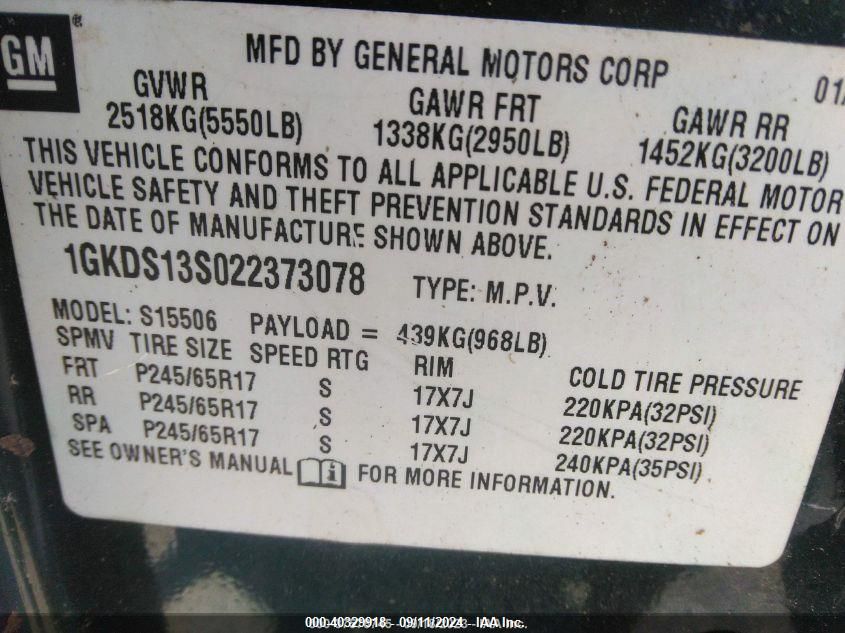 GM®
MFD BY GENERAL MOTORS CORP 01/
GVWR GAWR FRT GAWR RR
2518KG(5550LB) 1338KG(2950LB) 1452KG(3200LB)
THIS VEHICLE CONFORMS TO ALL APPLICABLE U.S. FEDERAL MOTOR
VEHICLE SAFETY AND THEFT PREVENTION STANDARDS IN EFFECT ON
THE DATE OF MANUFACTURE SHOWN ABOVE.
1GKDS13S022373078 TYPE: M.P.V.
MODEL: S15506 PAYLOAD = 439KG(968LB)
SPMV TIRE SIZE SPEED RTG RIM COLD TIRE PRESSURE
FRT P245/65R17 S 17X7J 220KPA(32PSI)
RR P245/65R17 S 17X7J 220KPA(32PSI)
SPA P245/65R17 S 17X7J 240KPA(35PSI)
SEE OWNER'S MANUAL FOR MORE INFORMATION.
000-40329918 - 09/11/2024 - IAA Inc.